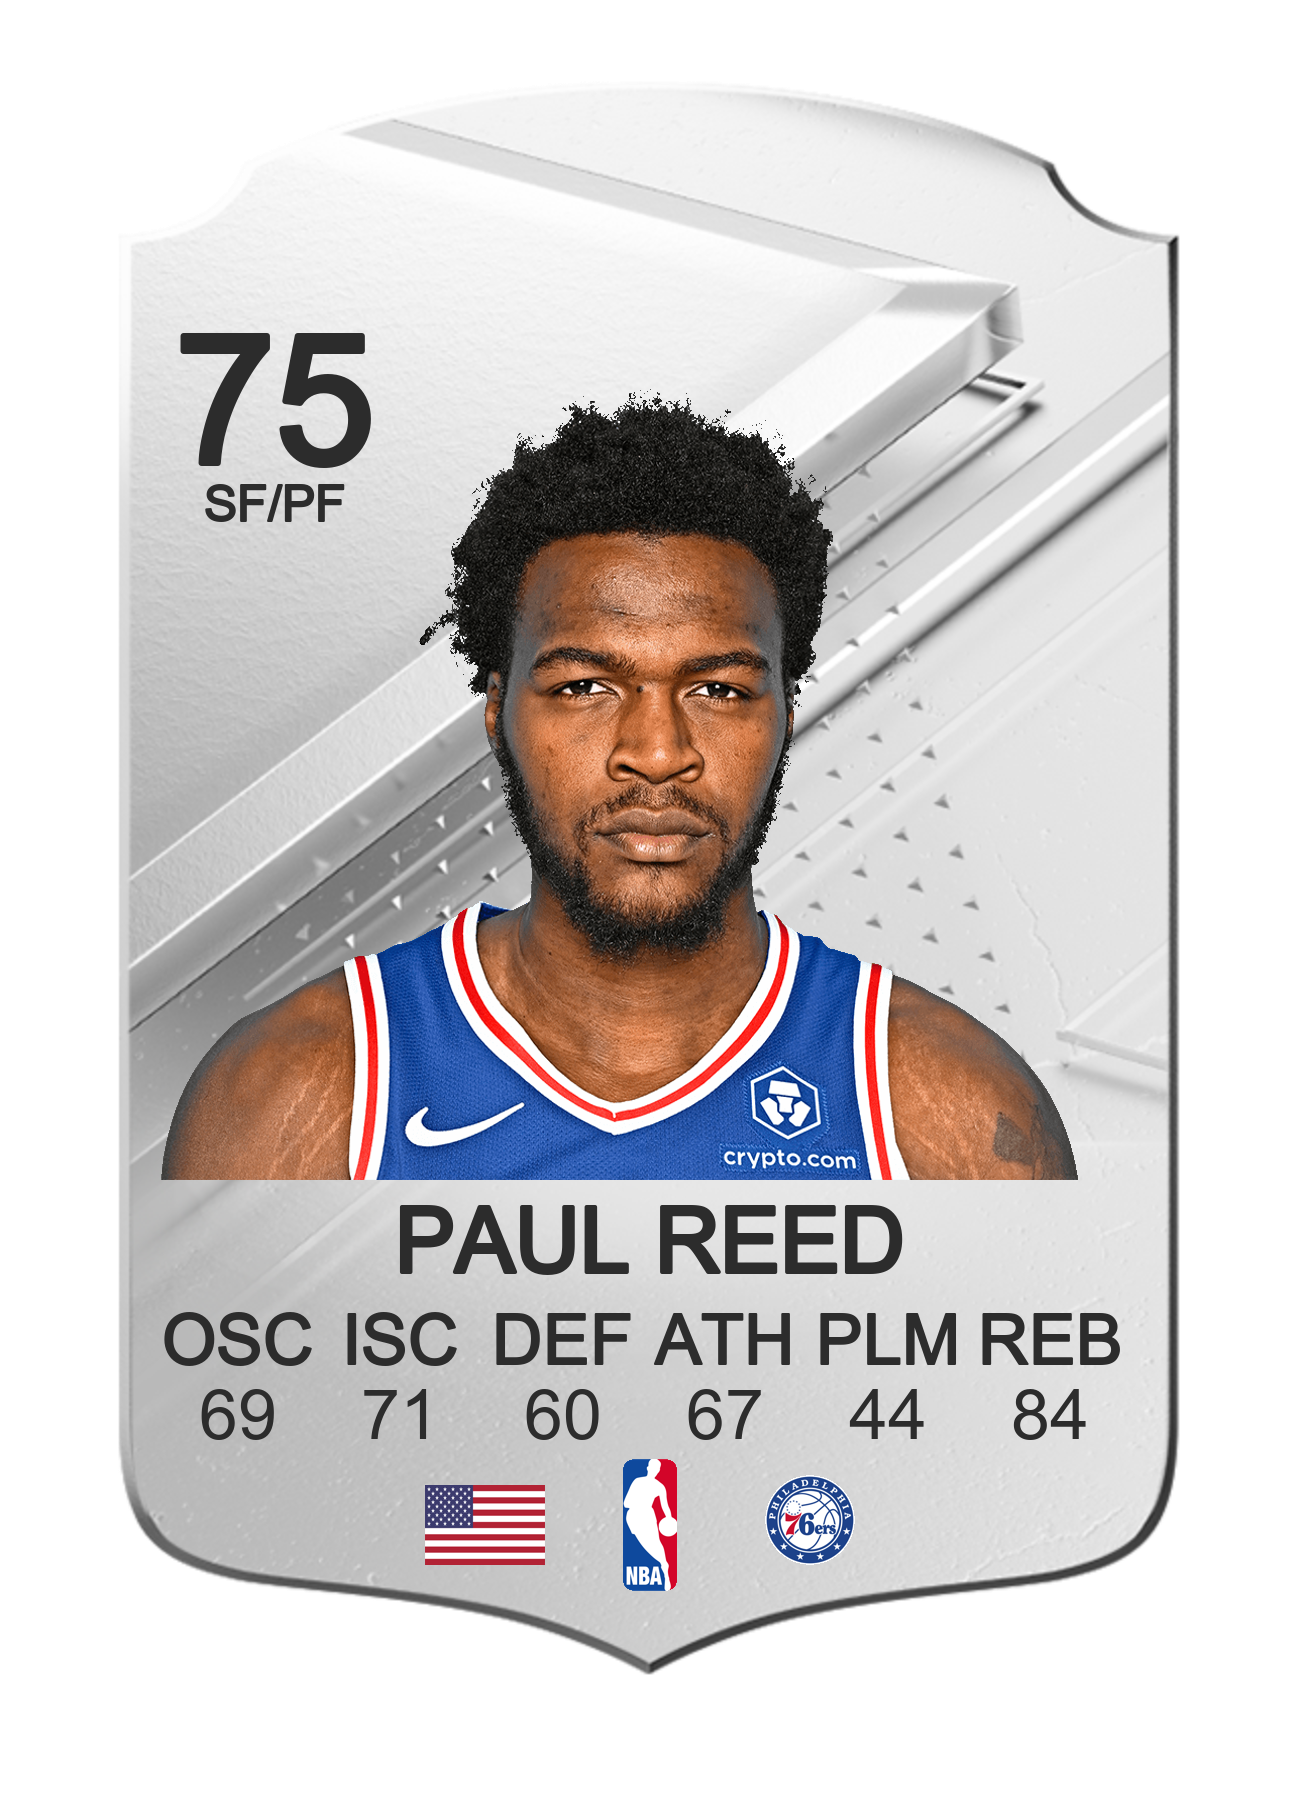 75
SF/PF
crypto.com
PAUL REED
OSC ISC DEF ATH PLM REB
69 71 60 67 44 84
NBA
PHILADELPHIA
76ers